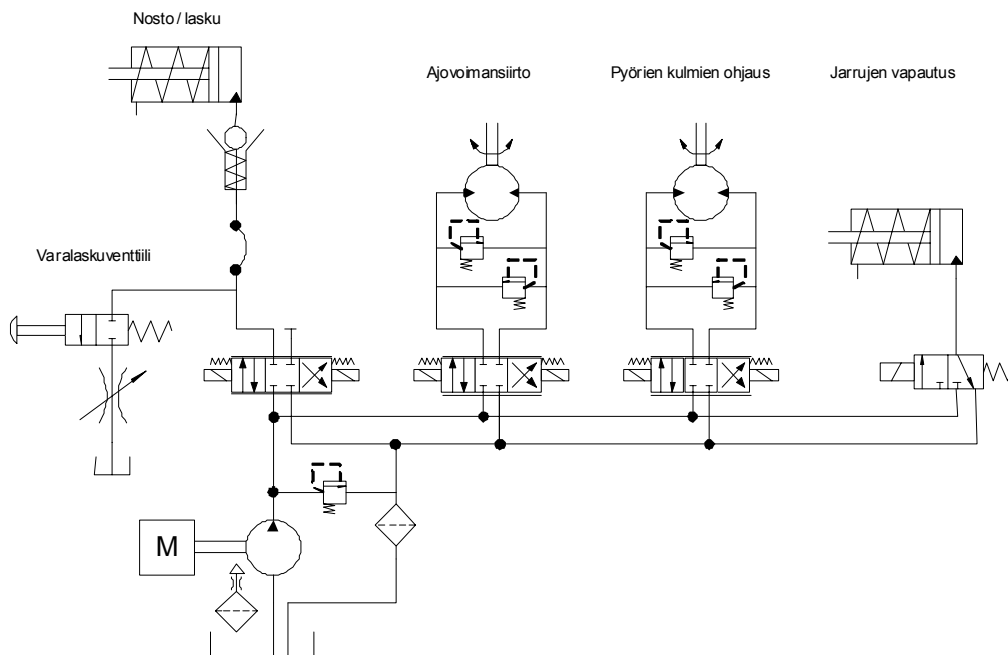 Nosto / lasku
Ajovoimansiirto
Pyörien kulmien ohjaus
Jarrujen vapautus
Varalaskuventtiili
M